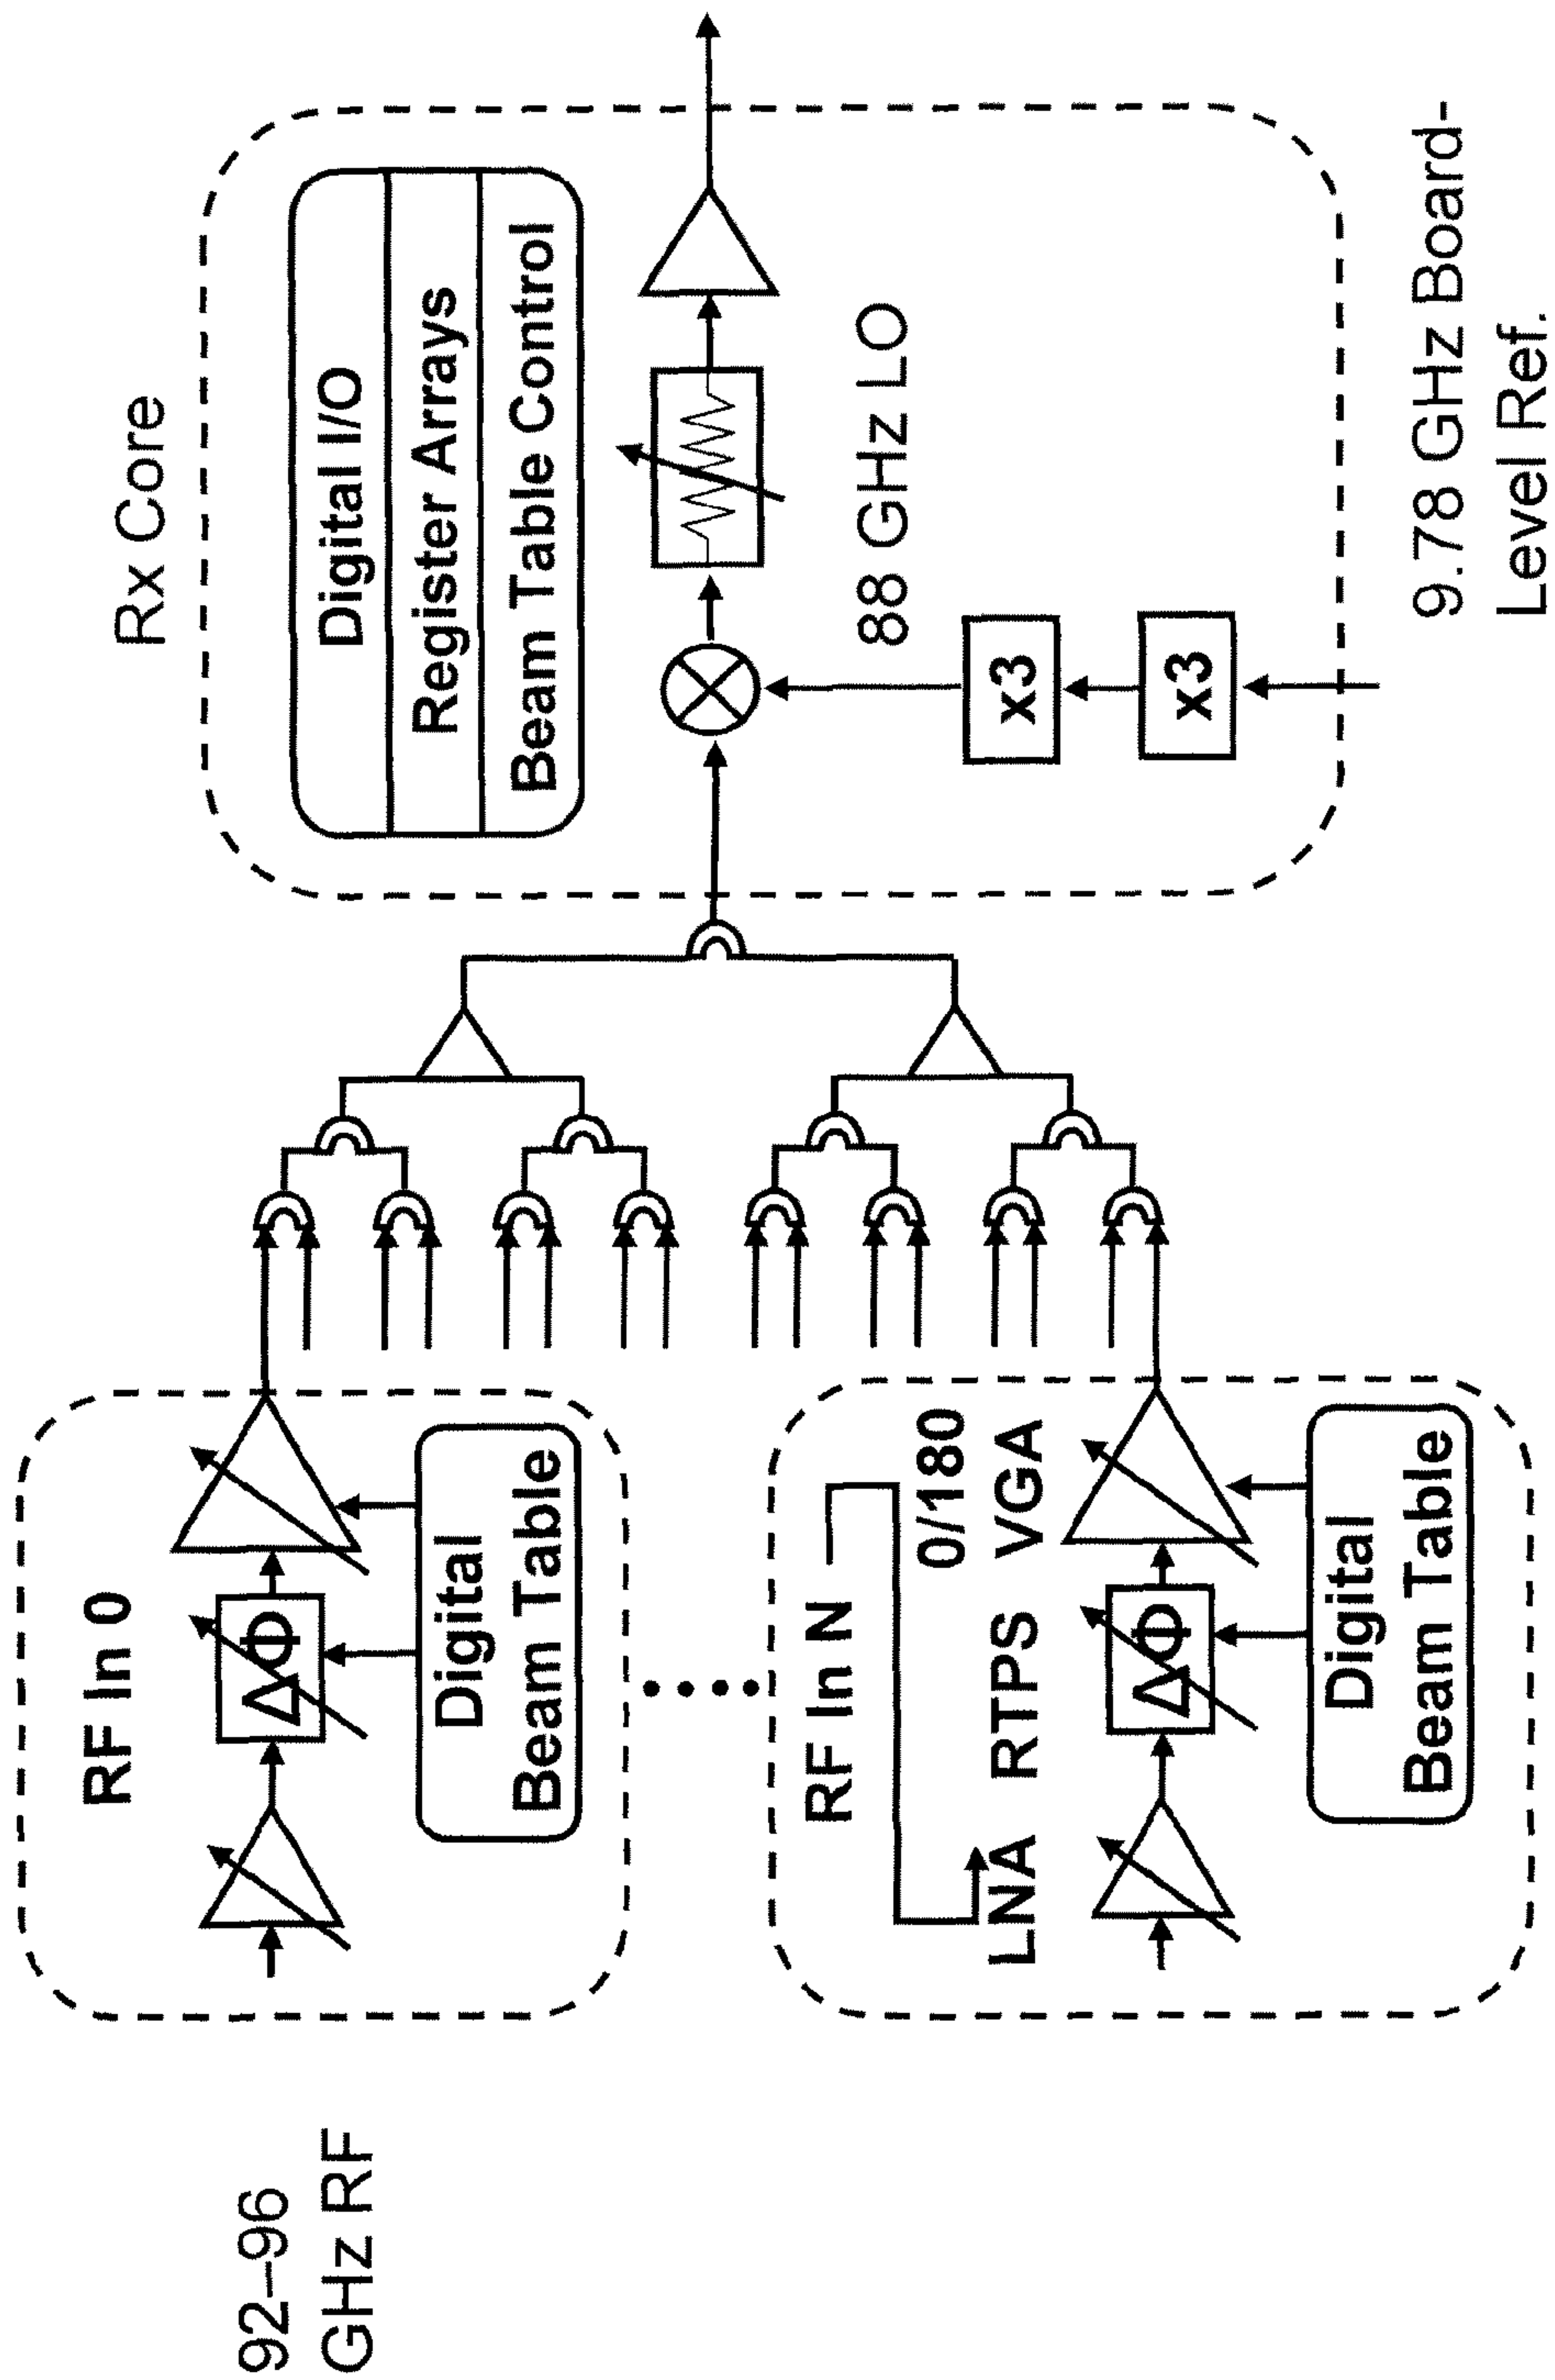 92–96
GHz RF
RF In 0
ΔΦ
Digital
Beam Table
RF In N
LNA RTPS VGA
0/180
ΔΦ
Digital
Beam Table
Rx Core
Digital I/O
Register Arrays
Beam Table Control
88 GHz LO
x3
x3
9.78 GHz Board-
Level Ref.